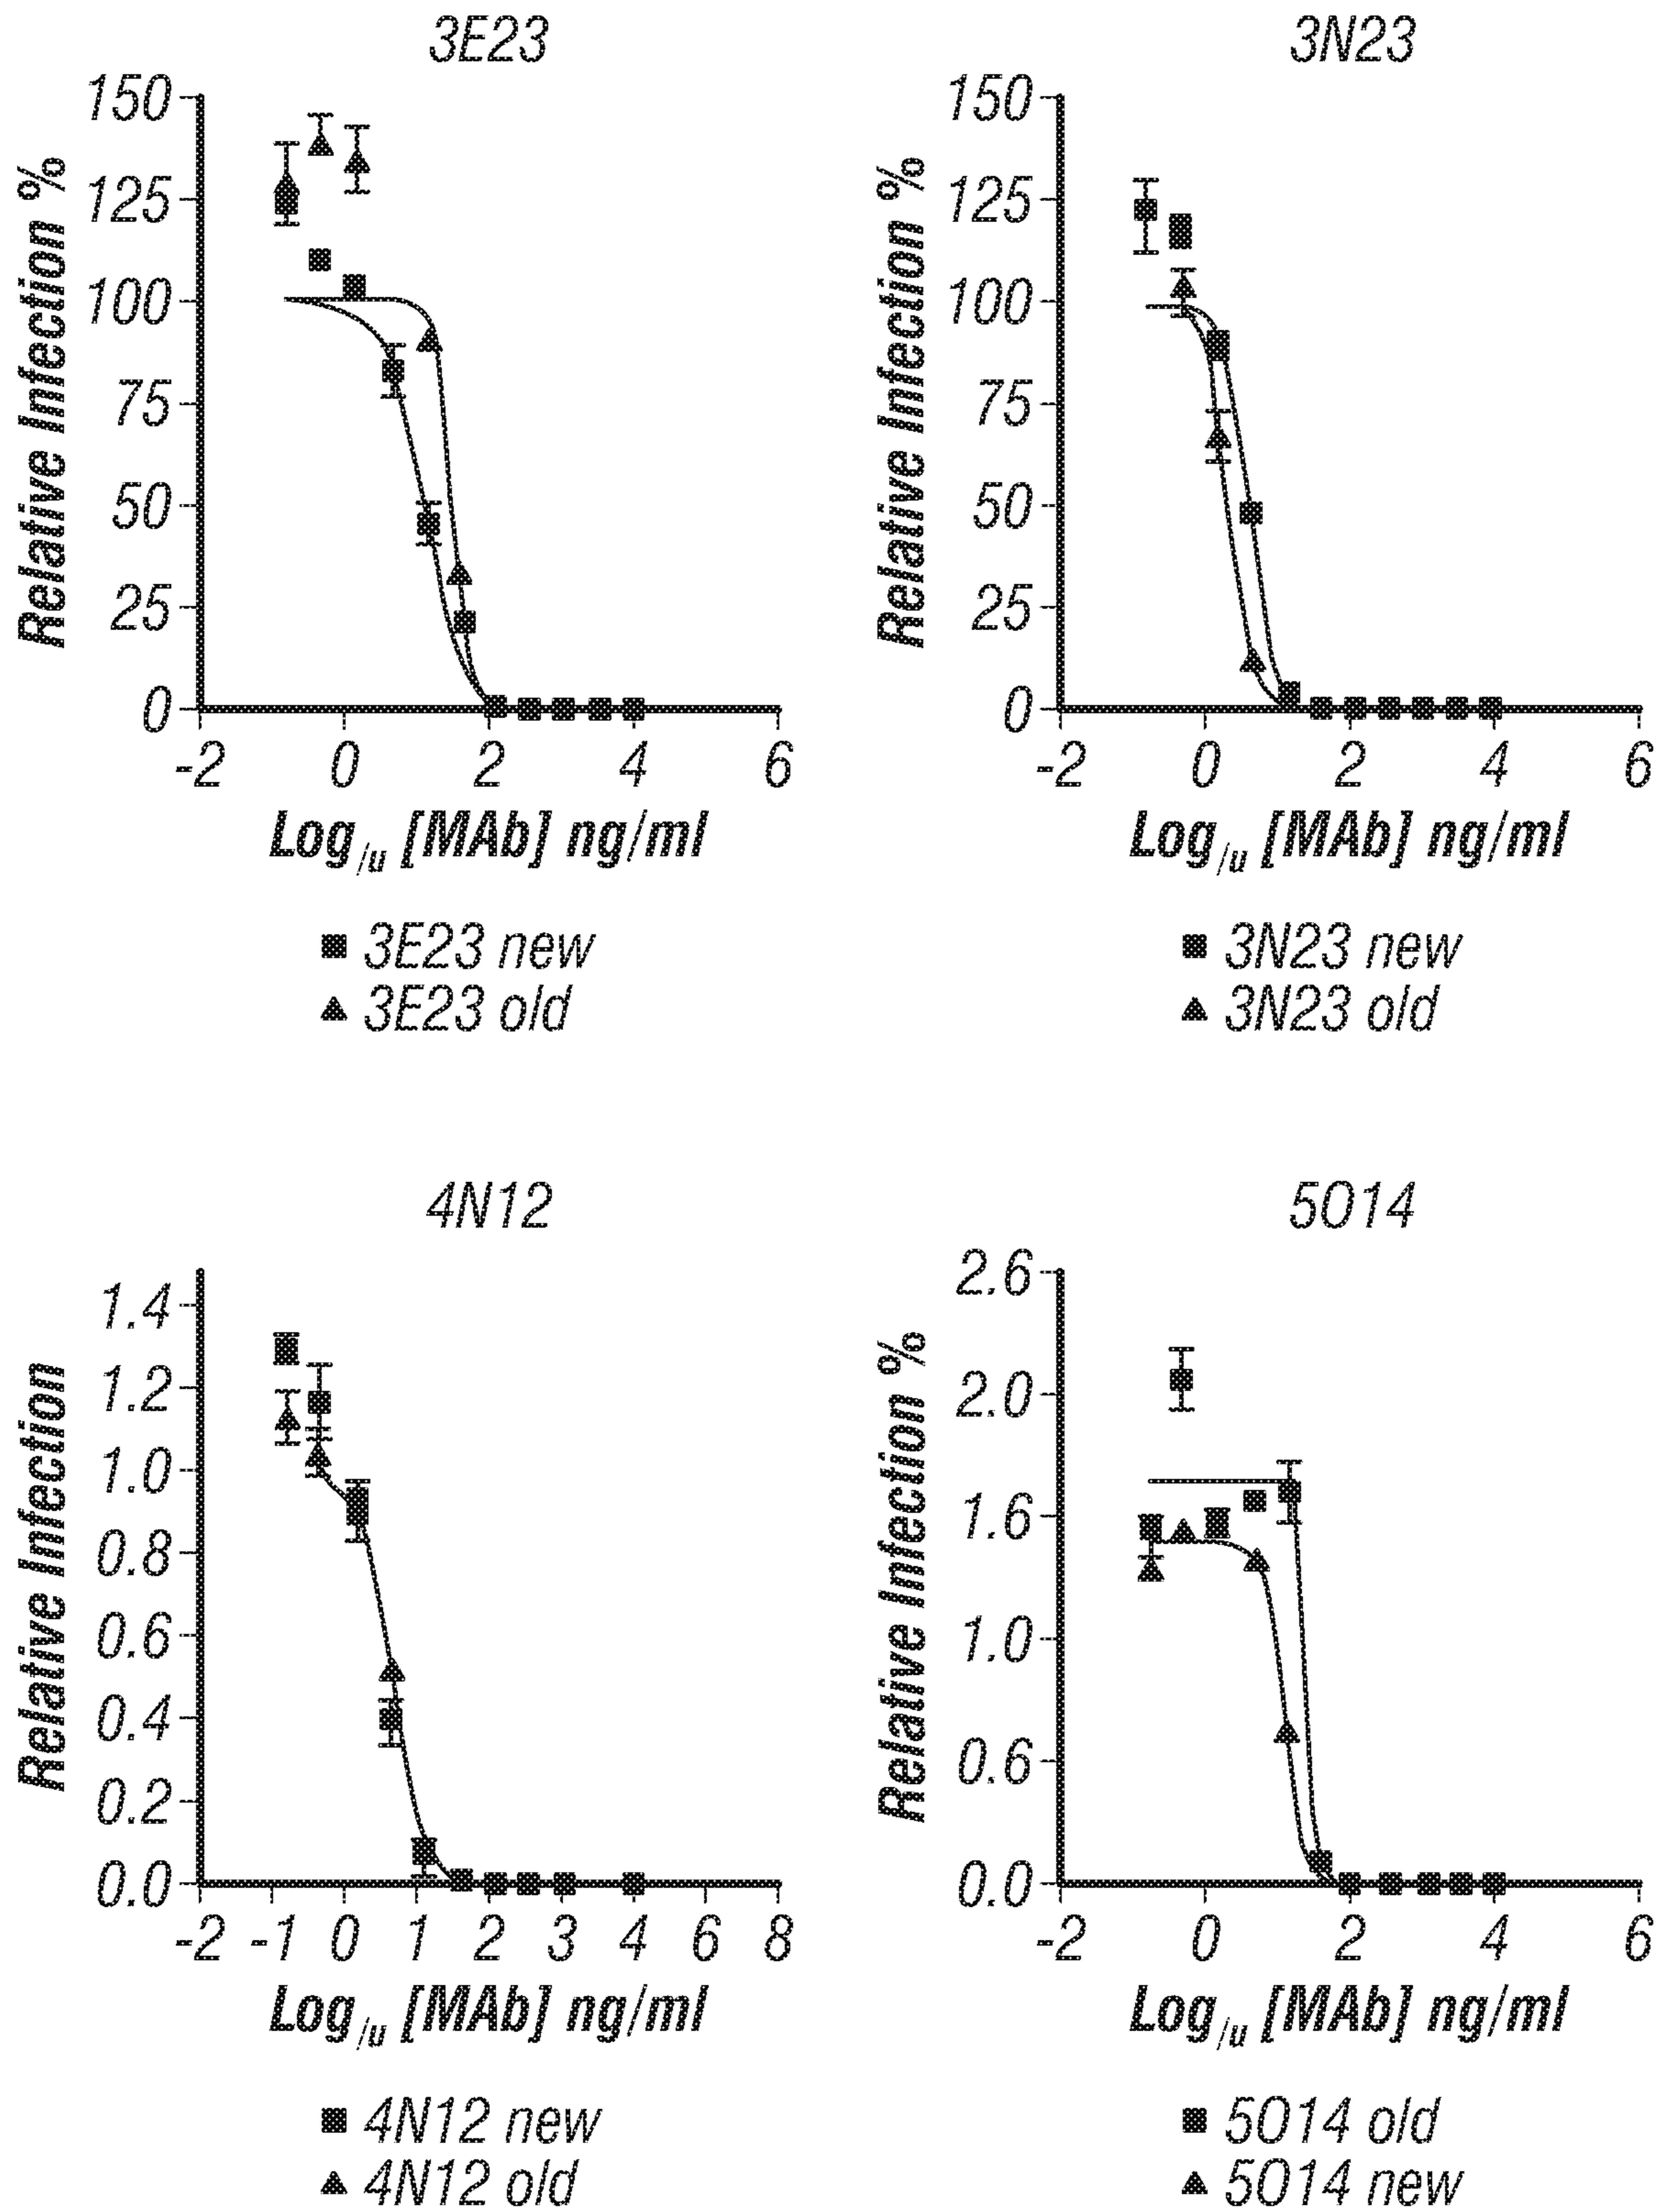 3E23
150
125
100
75
50
25
0
-2 0 2 4 6
Relative Infection %
Log/u [MAb] ng/ml
3E23 new
3E23 old
3N23
150
125
100
75
50
25
0
-2 0 2 4 6
Relative Infection %
Log/u [MAb] ng/ml
3N23 new
3N23 old
4N12
1.4
1.2
1.0
0.8
0.6
0.4
0.2
0.0
-2 -1 0 1 2 3 4 6 8
Relative Infection
Log/u [MAb] ng/ml
4N12 new
4N12 old
5O14
2.6
2.0
1.6
1.0
0.6
0.0
-2 0 2 4 6
Relative Infection %
Log/u [MAb] ng/ml
5O14 old
5O14 new